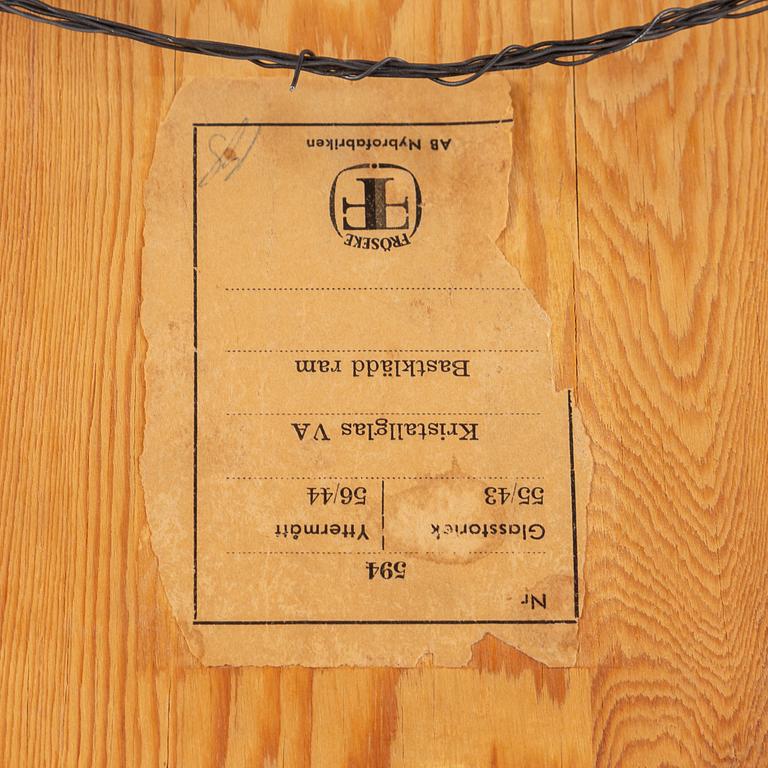 Nr
594
Glasstorlek Yttermått
55/43 56/44
Kristallglas VA
Bastklädd ram
FRÖSEKE
F
AB Nybrofabriken